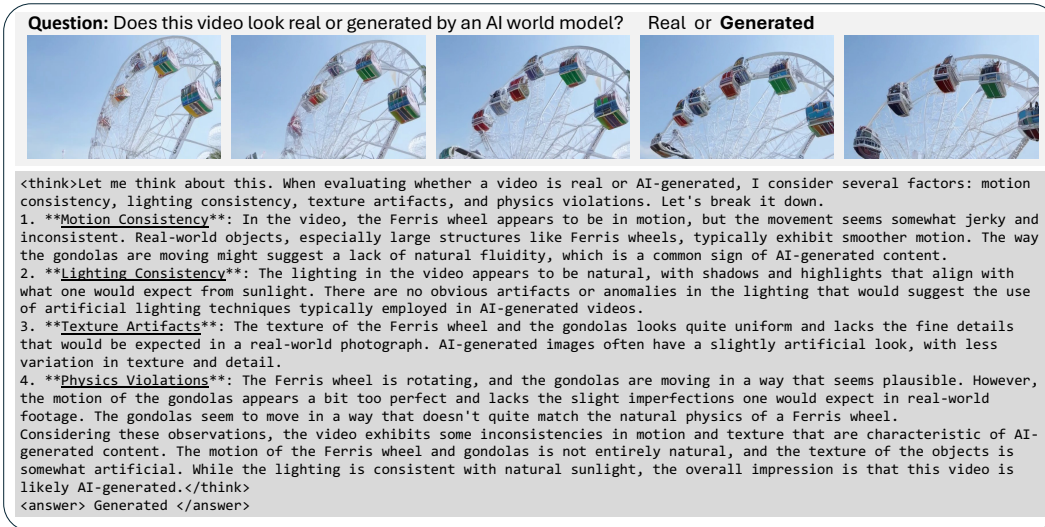 Question: Does this video look real or generated by an AI world model? Real or Generated
<think>Let me think about this. When evaluating whether a video is real or AI-generated, I consider several factors: motion
consistency, lighting consistency, texture artifacts, and physics violations. Let's break it down.
1. **Motion Consistency**: In the video, the Ferris wheel appears to be in motion, but the movement seems somewhat jerky and
inconsistent. Real-world objects, especially large structures like Ferris wheels, typically exhibit smoother motion. The way
the gondolas are moving might suggest a lack of natural fluidity, which is a common sign of AI-generated content.
2. **Lighting Consistency**: The lighting in the video appears to be natural, with shadows and highlights that align with
what one would expect from sunlight. There are no obvious artifacts or anomalies in the lighting that would suggest the use
of artificial lighting techniques typically employed in AI-generated videos.
3. **Texture Artifacts**: The texture of the Ferris wheel and the gondolas looks quite uniform and lacks the fine details
that would be expected in a real-world photograph. AI-generated images often have a slightly artificial look, with less
variation in texture and detail.
4. **Physics Violations**: The Ferris wheel is rotating, and the gondolas are moving in a way that seems plausible. However,
the motion of the gondolas appears a bit too perfect and lacks the slight imperfections one would expect in real-world
footage. The gondolas seem to move in a way that doesn't quite match the natural physics of a Ferris wheel.
Considering these observations, the video exhibits some inconsistencies in motion and texture that are characteristic of AI-
generated content. The motion of the Ferris wheel and gondolas is not entirely natural, and the texture of the objects is
somewhat artificial. While the lighting is consistent with natural sunlight, the overall impression is that this video is
likely AI-generated.</think>
<answer> Generated </answer>